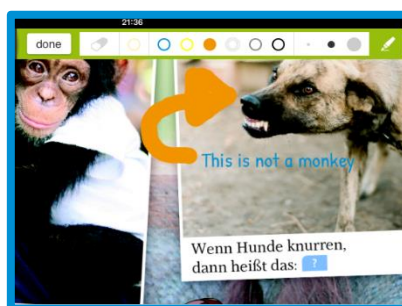 21:36
done
This is not a monkey
Wenn Hunde knurren,
dann heißt das: ?